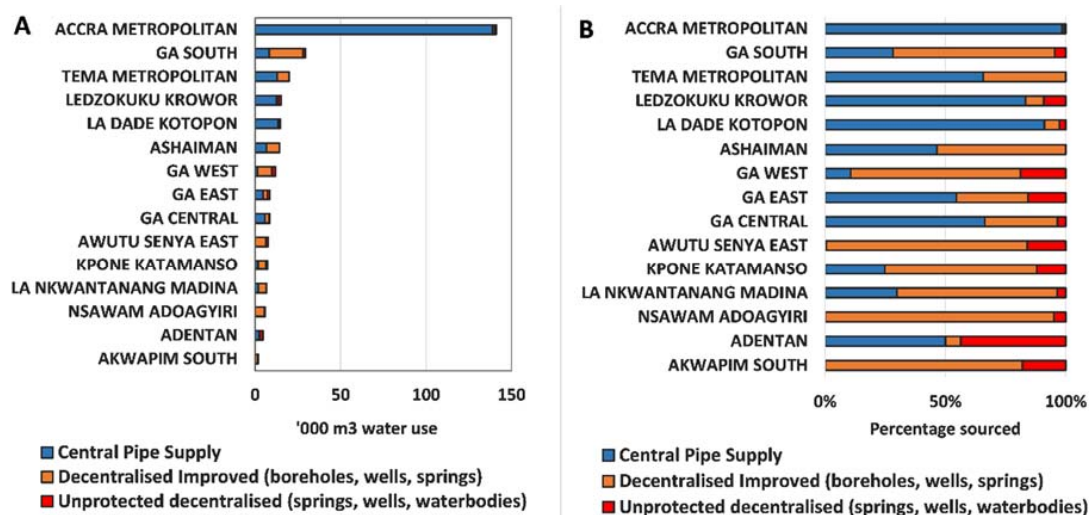 A
ACCRA METROPOLITAN
GA SOUTH
TEMA METROPOLITAN
LEDZOKUKU KROWOR
LA DADE KOTOPON
ASHAIMAN
GA WEST
GA EAST
GA CENTRAL
AWUTU SENYA EAST
KPONE KATAMANSO
LA NKWANTANANG MADINA
NSAWAM ADOAGYIRI
ADENTAN
AKWAPIM SOUTH
0 50 100 150
'000 m3 water use
Central Pipe Supply
Decentralised Improved (boreholes, wells, springs)
Unprotected decentralised (springs, wells, waterbodies)
B
ACCRA METROPOLITAN
GA SOUTH
TEMA METROPOLITAN
LEDZOKUKU KROWOR
LA DADE KOTOPON
ASHAIMAN
GA WEST
GA EAST
GA CENTRAL
AWUTU SENYA EAST
KPONE KATAMANSO
LA NKWANTANANG MADINA
NSAWAM ADOAGYIRI
ADENTAN
AKWAPIM SOUTH
0% 50% 100%
Percentage sourced
Central Pipe Supply
Decentralised Improved (boreholes, wells, springs)
Unprotected decentralised (springs, wells, waterbodies)